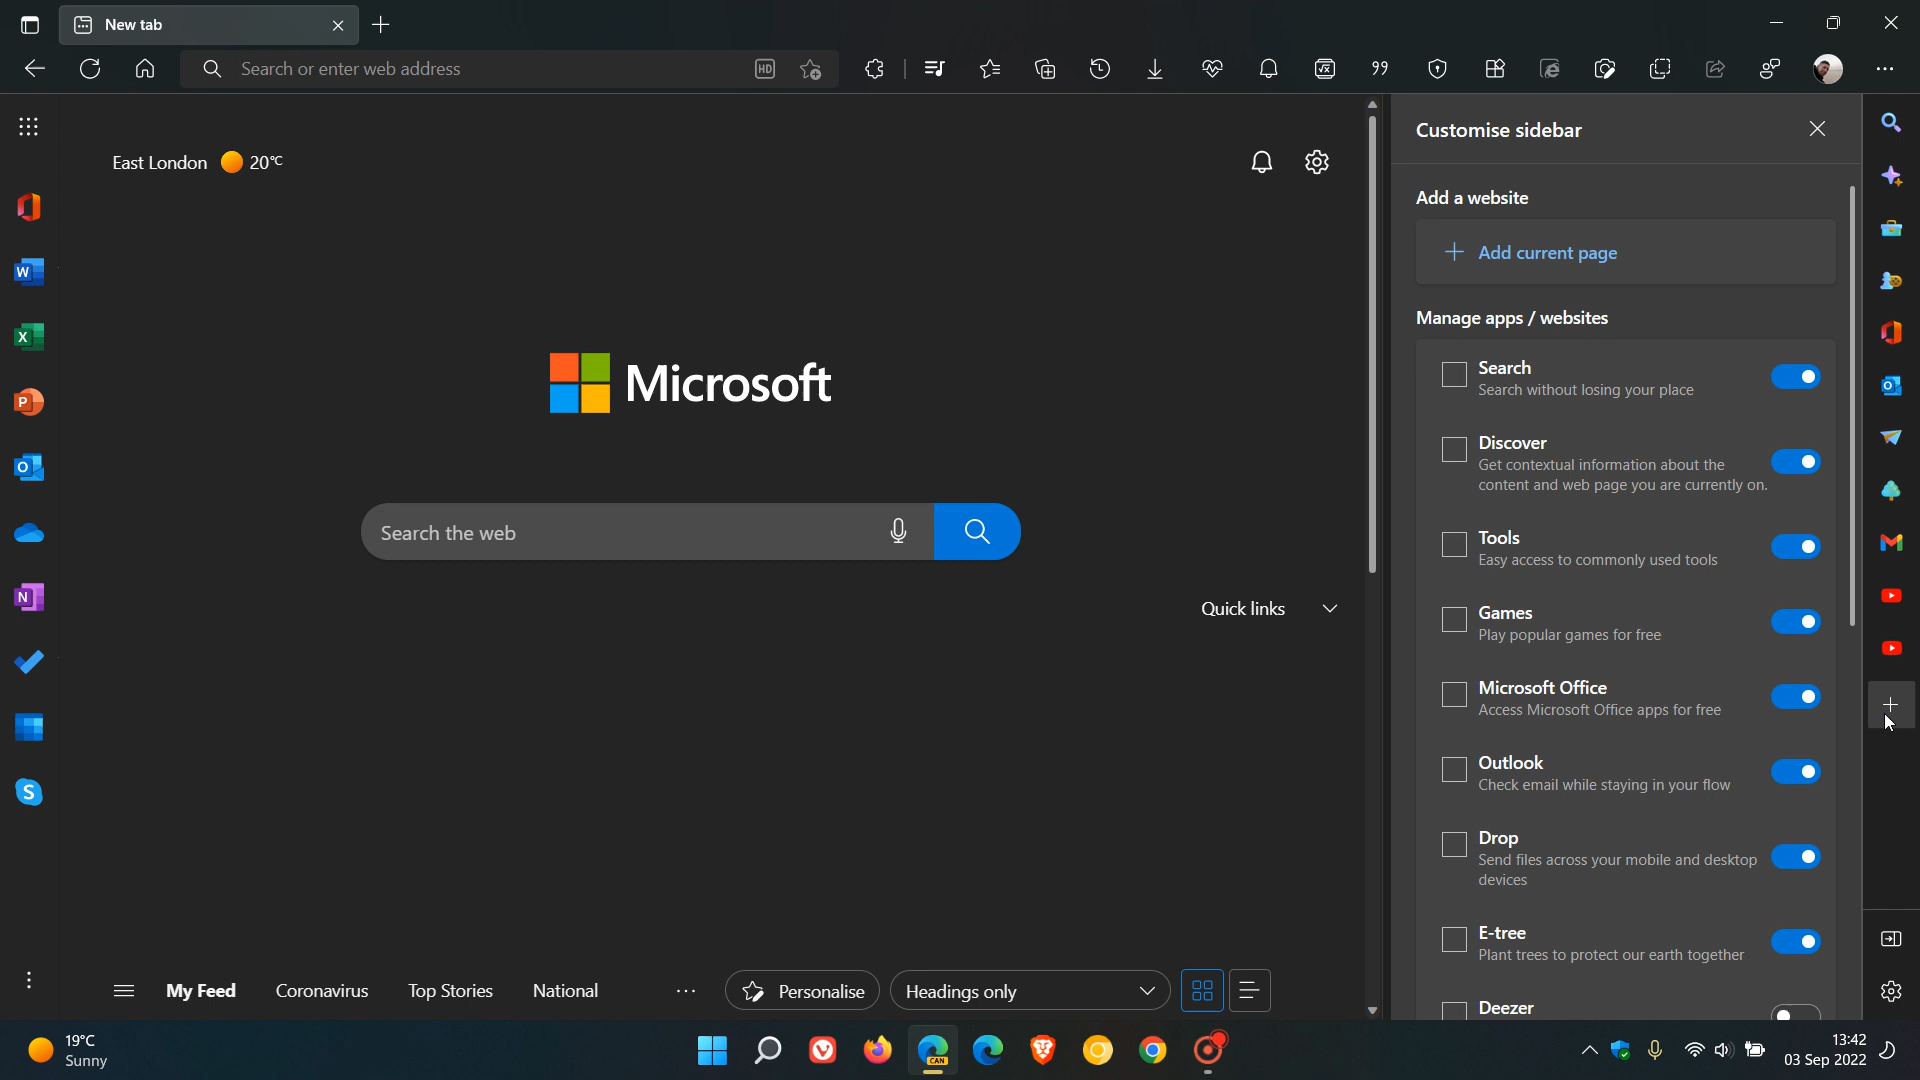 New tab
Search or enter web address
HD
East London 20°C
Microsoft
Search the web
Quick links
My Feed
Coronavirus
Top Stories
National
Personalise
Headings only
Customise sidebar
Add a website
Add current page
Manage apps / websites
Search
Search without losing your place
Discover
Get contextual information about the
content and web page you are currently on.
Tools
Easy access to commonly used tools
Games
Play popular games for free
Microsoft Office
Access Microsoft Office apps for free
Outlook
Check email while staying in your flow
Drop
Send files across your mobile and desktop
devices
E-tree
Plant trees to protect our earth together
Deezer
19°C
Sunny
CAN
13:42
03 Sep 2022